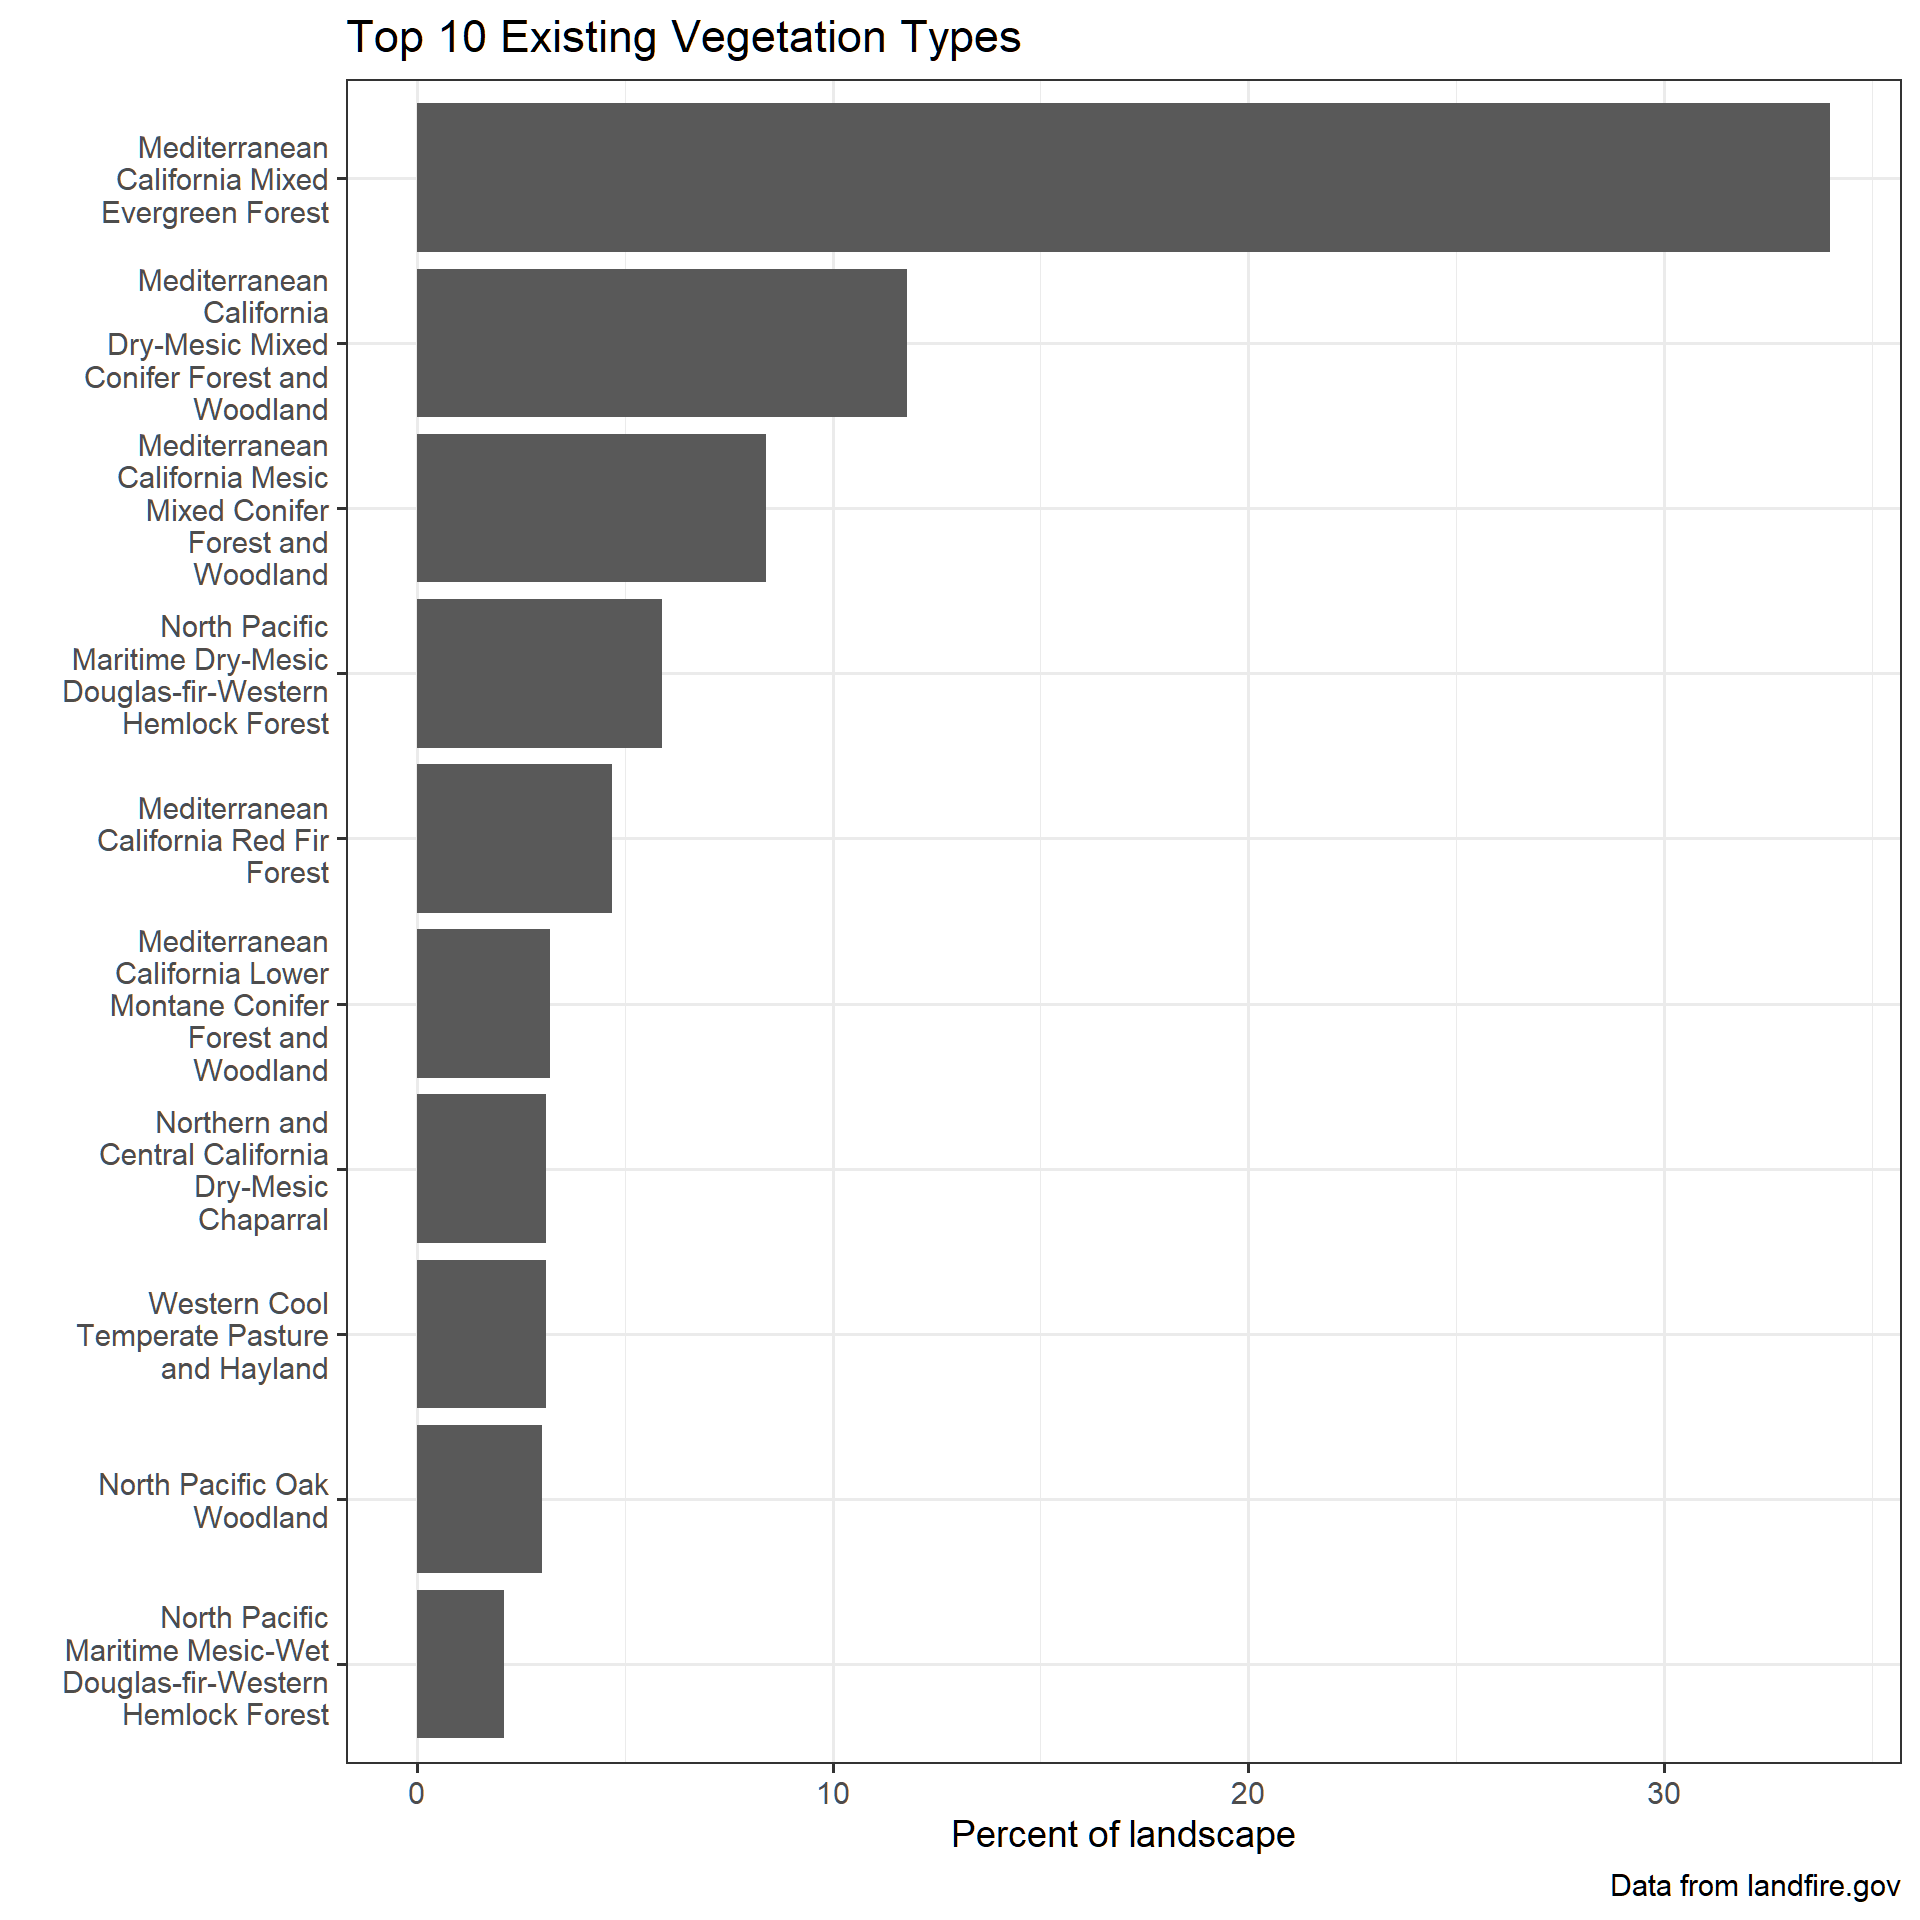 Top 10 Existing Vegetation Types
Mediterranean
California Mixed
Evergreen Forest
Mediterranean
California
Dry-Mesic Mixed
Conifer Forest and
Woodland
Mediterranean
California Mesic
Mixed Conifer
Forest and
Woodland
North Pacific
Maritime Dry-Mesic
Douglas-fir-Western
Hemlock Forest
Mediterranean
California Red Fir
Forest
Mediterranean
California Lower
Montane Conifer
Forest and
Woodland
Northern and
Central California
Dry-Mesic
Chaparral
Western Cool
Temperate Pasture
and Hayland
North Pacific Oak
Woodland
North Pacific
Maritime Mesic-Wet
Douglas-fir-Western
Hemlock Forest
0 10 20 30
Percent of landscape
Data from landfire.gov